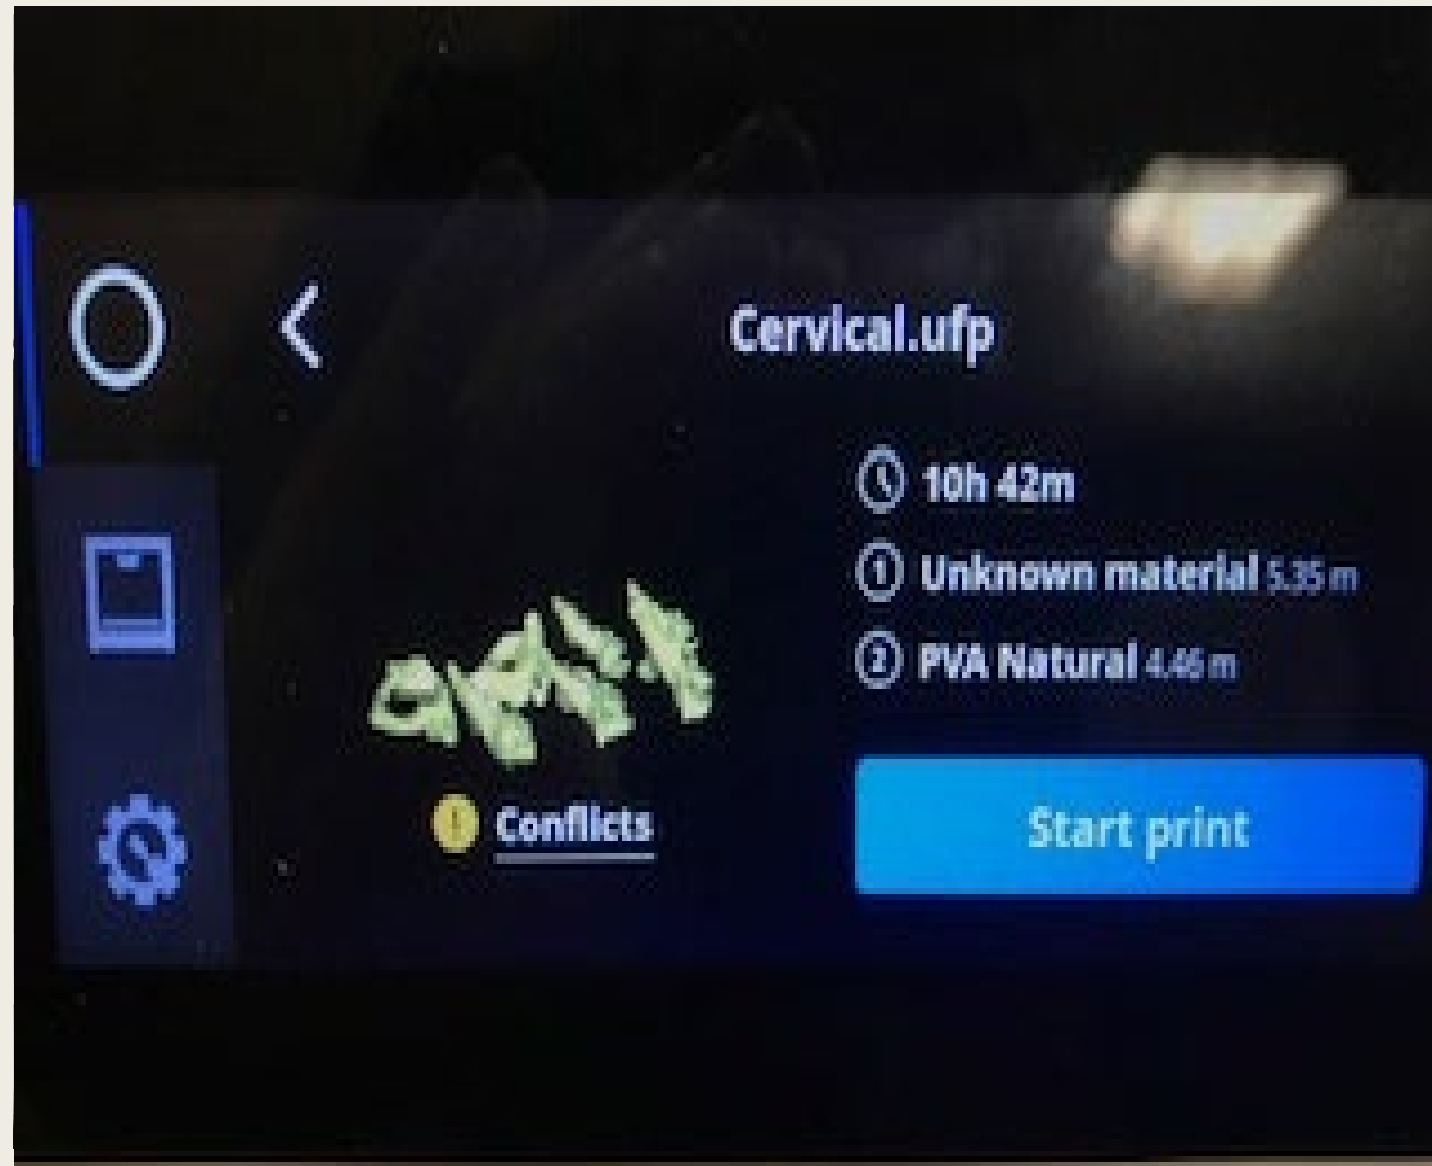 Cervical.ufp
10h 42m
1 Unknown material 5.35 m
2 PVA Natural 4.46 m
! Conflicts
Start print